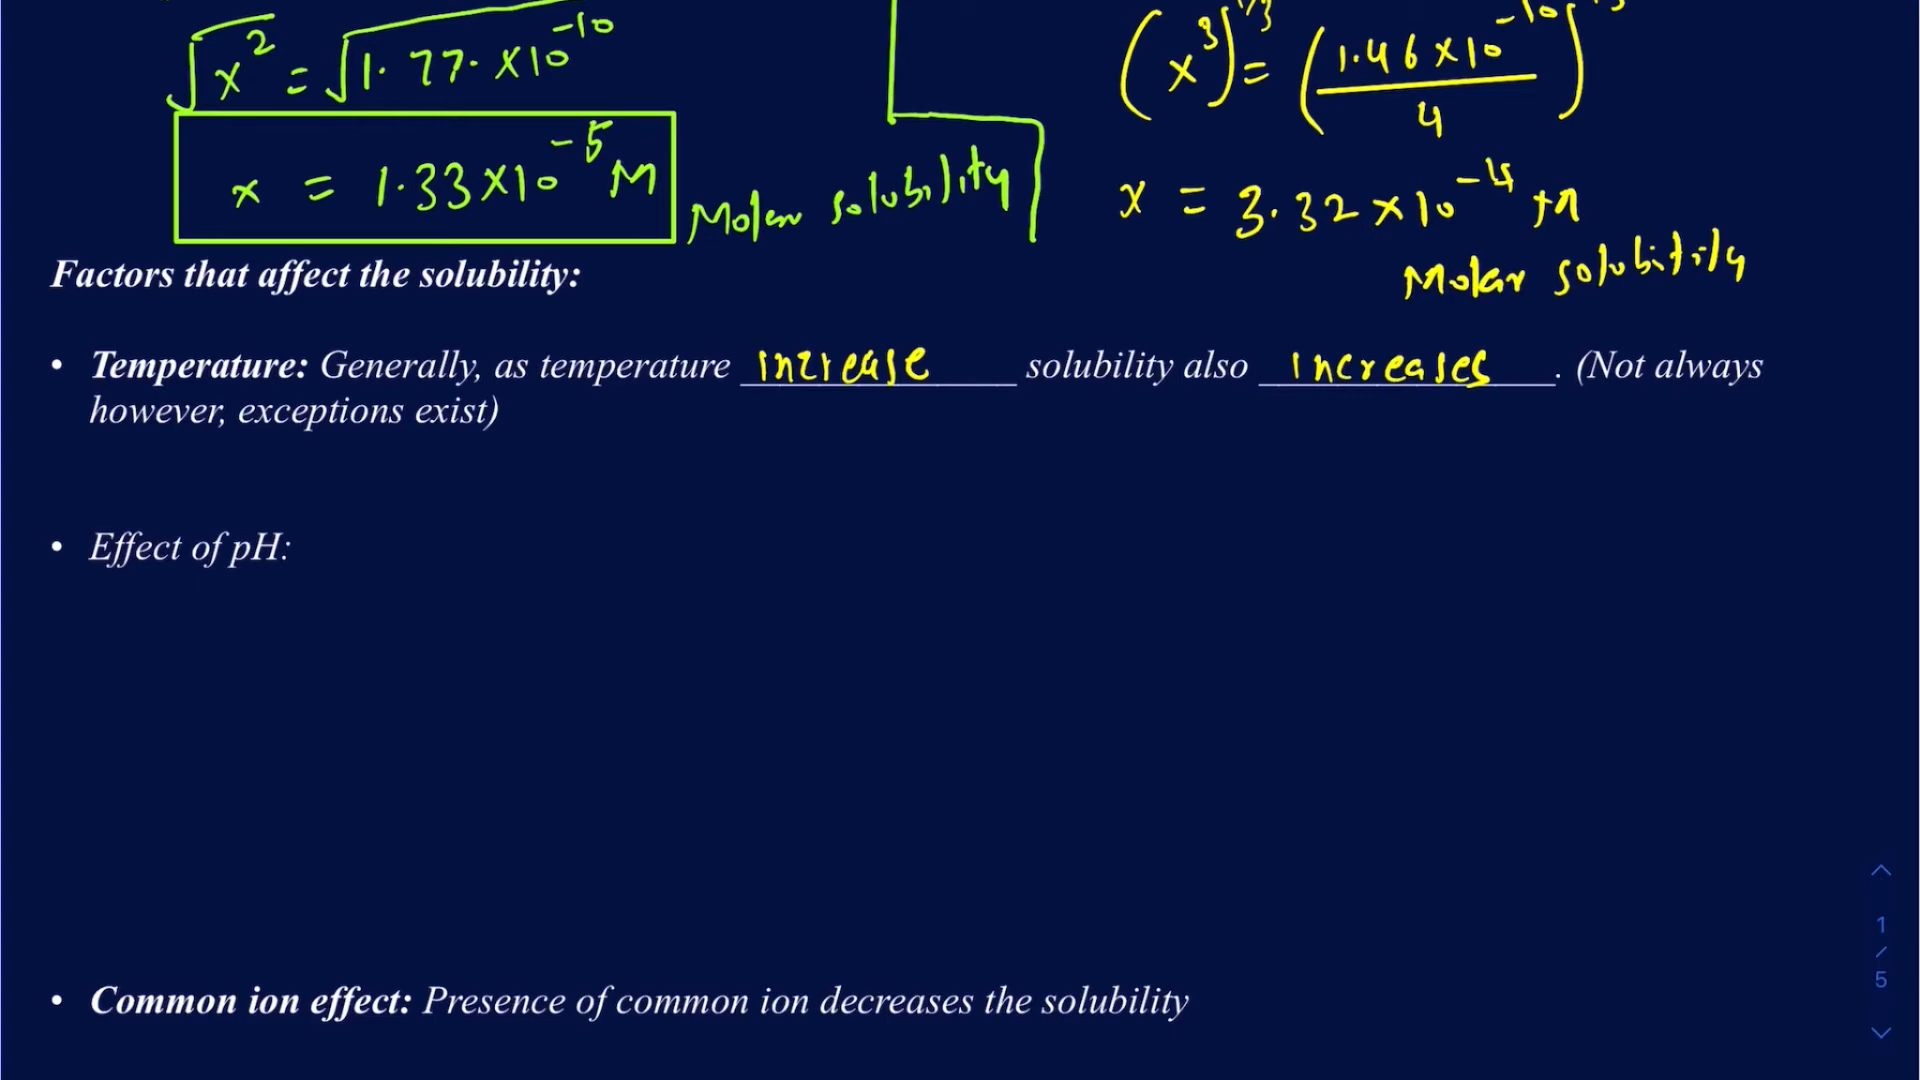 √x² = √1.77.×10⁻¹⁰
(x³)^1/3 = (1.46×10⁻¹⁰/4)
x = 1.33×10⁻⁵ M Molar solubility
x = 3.32×10⁻⁴
Molar solubility
Factors that affect the solubility:
• Temperature: Generally, as temperature increase solubility also increases. (Not always
however, exceptions exist)
• Effect of pH:
1
/
5
• Common ion effect: Presence of common ion decreases the solubility